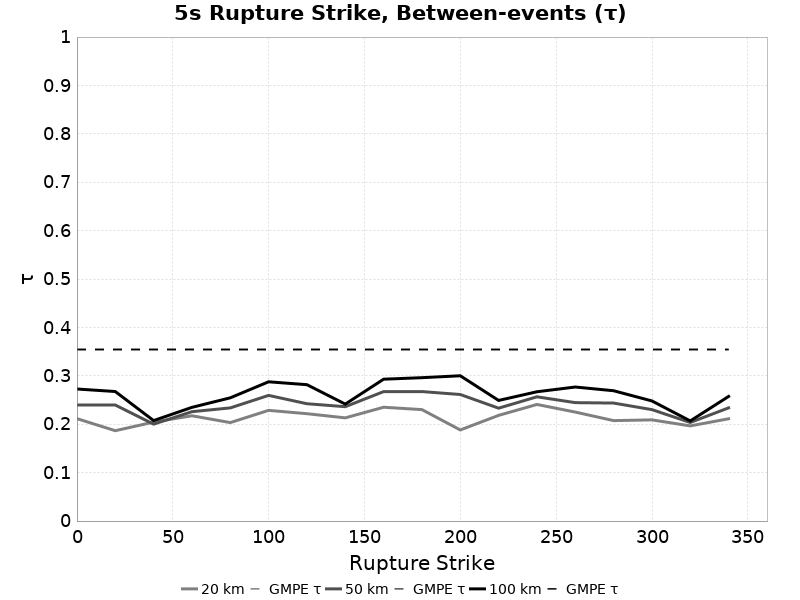 5s Rupture Strike, Between-events (τ)
1
0.9
0.8
0.7
0.6
0.5
0.4
0.3
0.2
0.1
0
τ
0 50 100 150 200 250 300 350
Rupture Strike
20 km GMPE τ 50 km GMPE τ 100 km GMPE τ